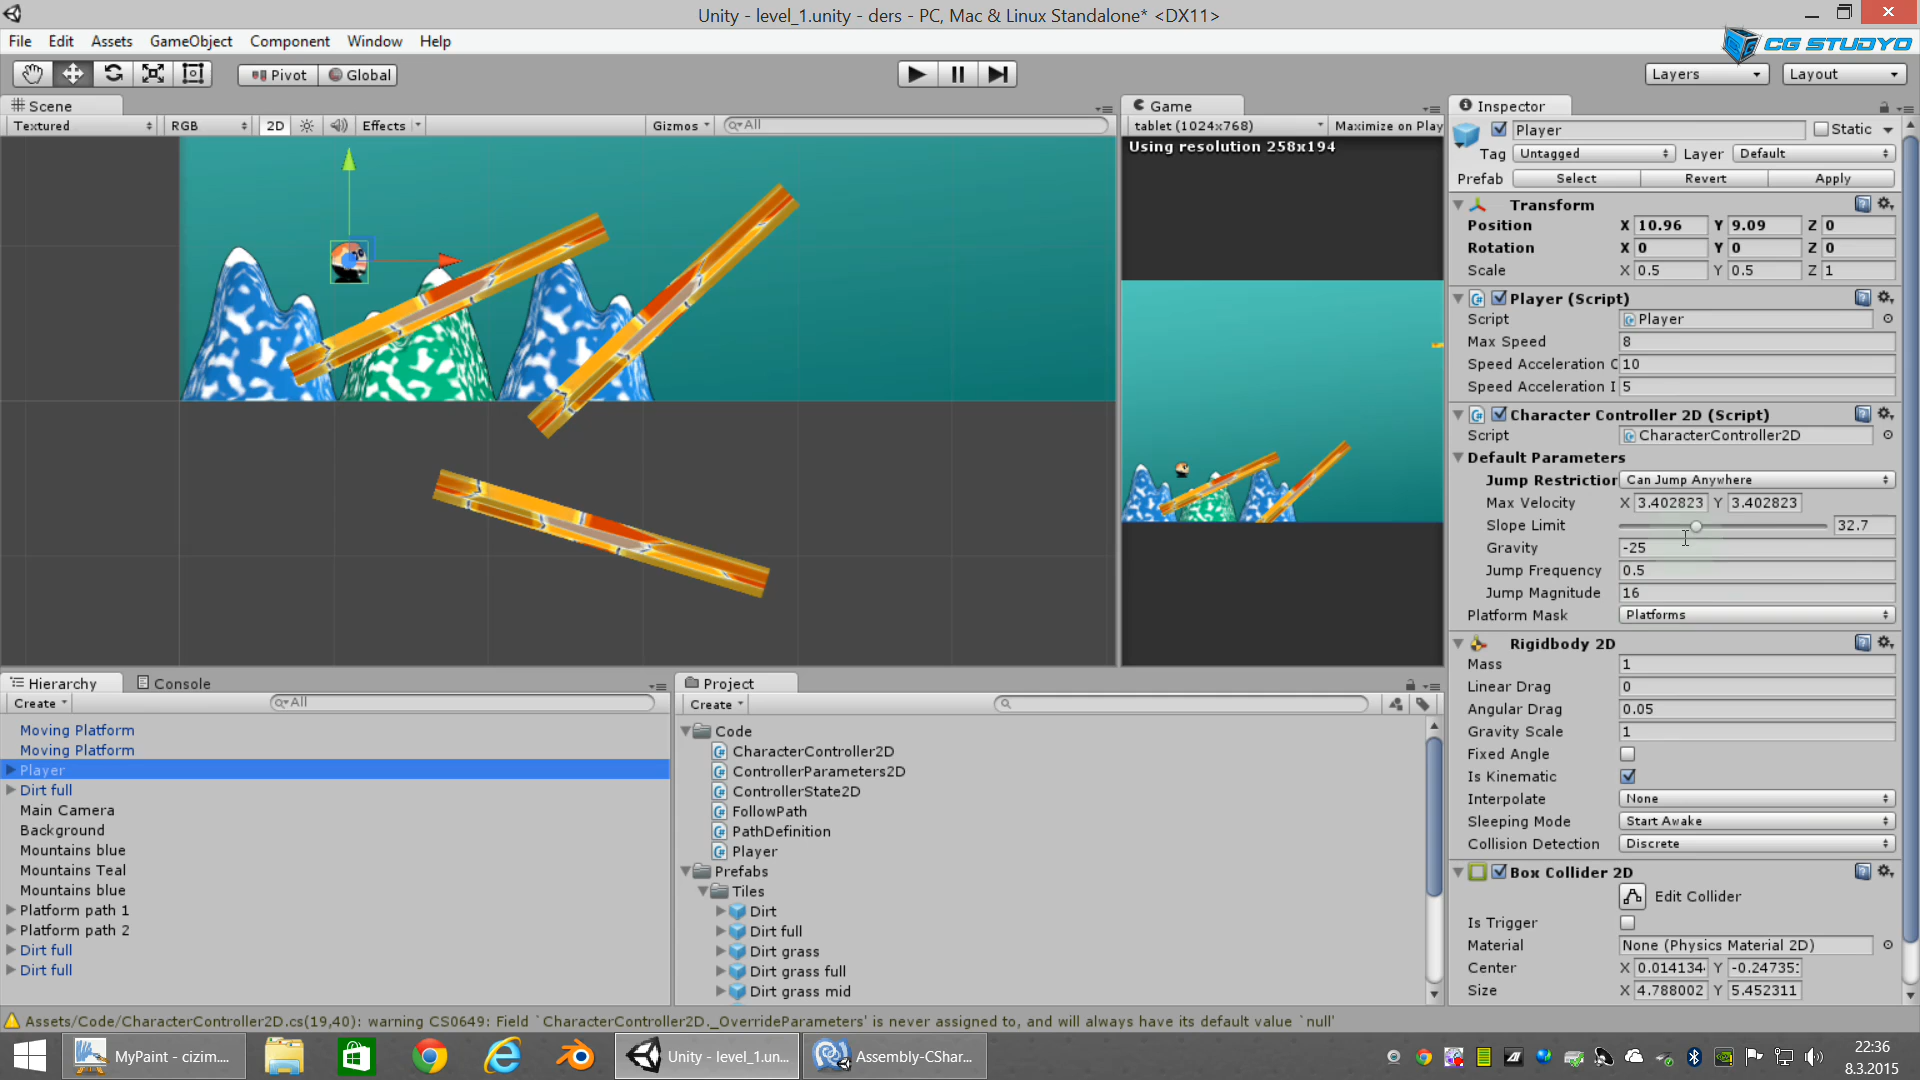 Unity - level_1.unity - ders - PC, Mac & Linux Standalone* <DX11>
File Edit Assets GameObject Component Window Help
CG STUDYO
Pivot Global Layers Layout
Scene
Textured RGB 2D Effects Gizmos All
Game
tablet (1024x768) Maximize on Play
Using resolution 258x194
Inspector
Player Static
Tag Untagged Layer Default
Prefab Select Revert Apply
Transform
Position X 10.96 Y 9.09 Z 0
Rotation X 0 Y 0 Z 0
Scale X 0.5 Y 0.5 Z 1
Player (Script)
Script Player
Max Speed 8
Speed Acceleration C 10
Speed Acceleration I 5
Character Controller 2D (Script)
Script CharacterController2D
Default Parameters
Jump Restriction Can Jump Anywhere
Max Velocity X 3.402823 Y 3.402823
Slope Limit 32.7
Gravity -25
Jump Frequency 0.5
Jump Magnitude 16
Platform Mask Platforms
Rigidbody 2D
Mass 1
Linear Drag 0
Angular Drag 0.05
Gravity Scale 1
Fixed Angle
Is Kinematic
Interpolate None
Sleeping Mode Start Awake
Collision Detection Discrete
Box Collider 2D
Edit Collider
Is Trigger
Material None (Physics Material 2D)
Center X 0.014134 Y -0.24735
Size X 4.788002 Y 5.452311
Hierarchy Console
Create All
Moving Platform
Moving Platform
Player
Dirt full
Main Camera
Background
Mountains blue
Mountains Teal
Mountains blue
Platform path 1
Platform path 2
Dirt full
Dirt full
Project
Create
Code
CharacterController2D
ControllerParameters2D
ControllerState2D
FollowPath
PathDefinition
Player
Prefabs
Tiles
Dirt
Dirt full
Dirt grass
Dirt grass full
Dirt grass mid
Assets/Code/CharacterController2D.cs(19,40): warning CS0649: Field `CharacterController2D._OverrideParameters' is never assigned to, and will always have its default value `null'
MyPaint - cizim.... Unity - level_1.un... Assembly-CShar...
22:36
8.3.2015